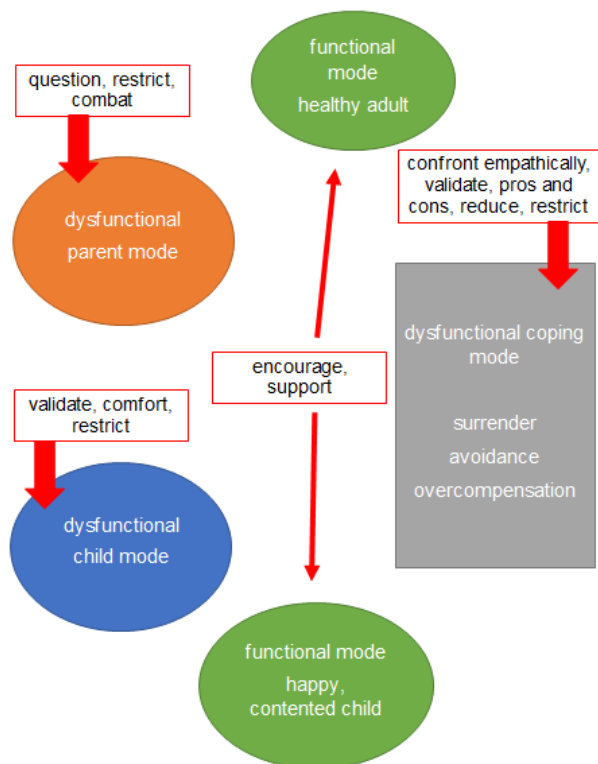 functional
mode
healthy adult
question, restrict,
combat
dysfunctional
parent mode
confront empathically,
validate, pros and
cons, reduce, restrict
dysfunctional coping
mode
surrender
avoidance
overcompensation
encourage,
support
validate, comfort,
restrict
dysfunctional
child mode
functional mode
happy,
contented child